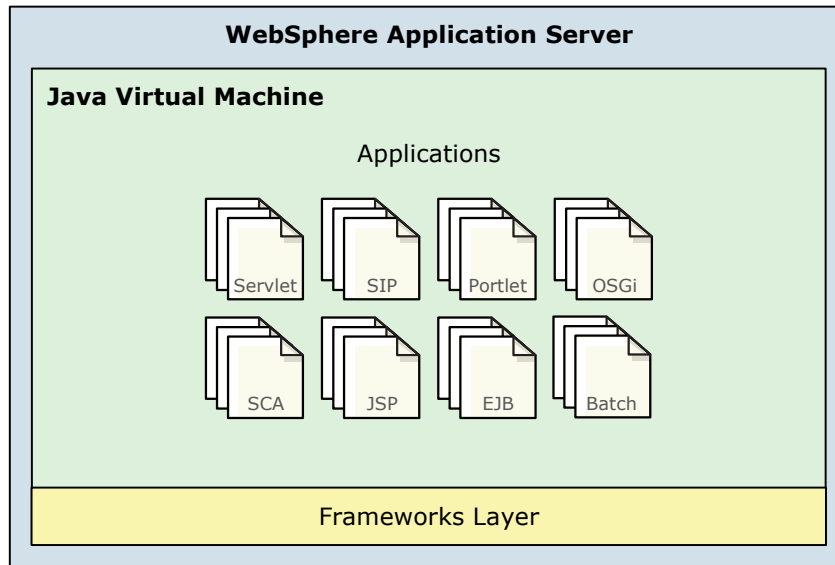 WebSphere Application Server
Java Virtual Machine
Applications
Servlet SIP Portlet OSGi
SCA JSP EJB Batch
Frameworks Layer